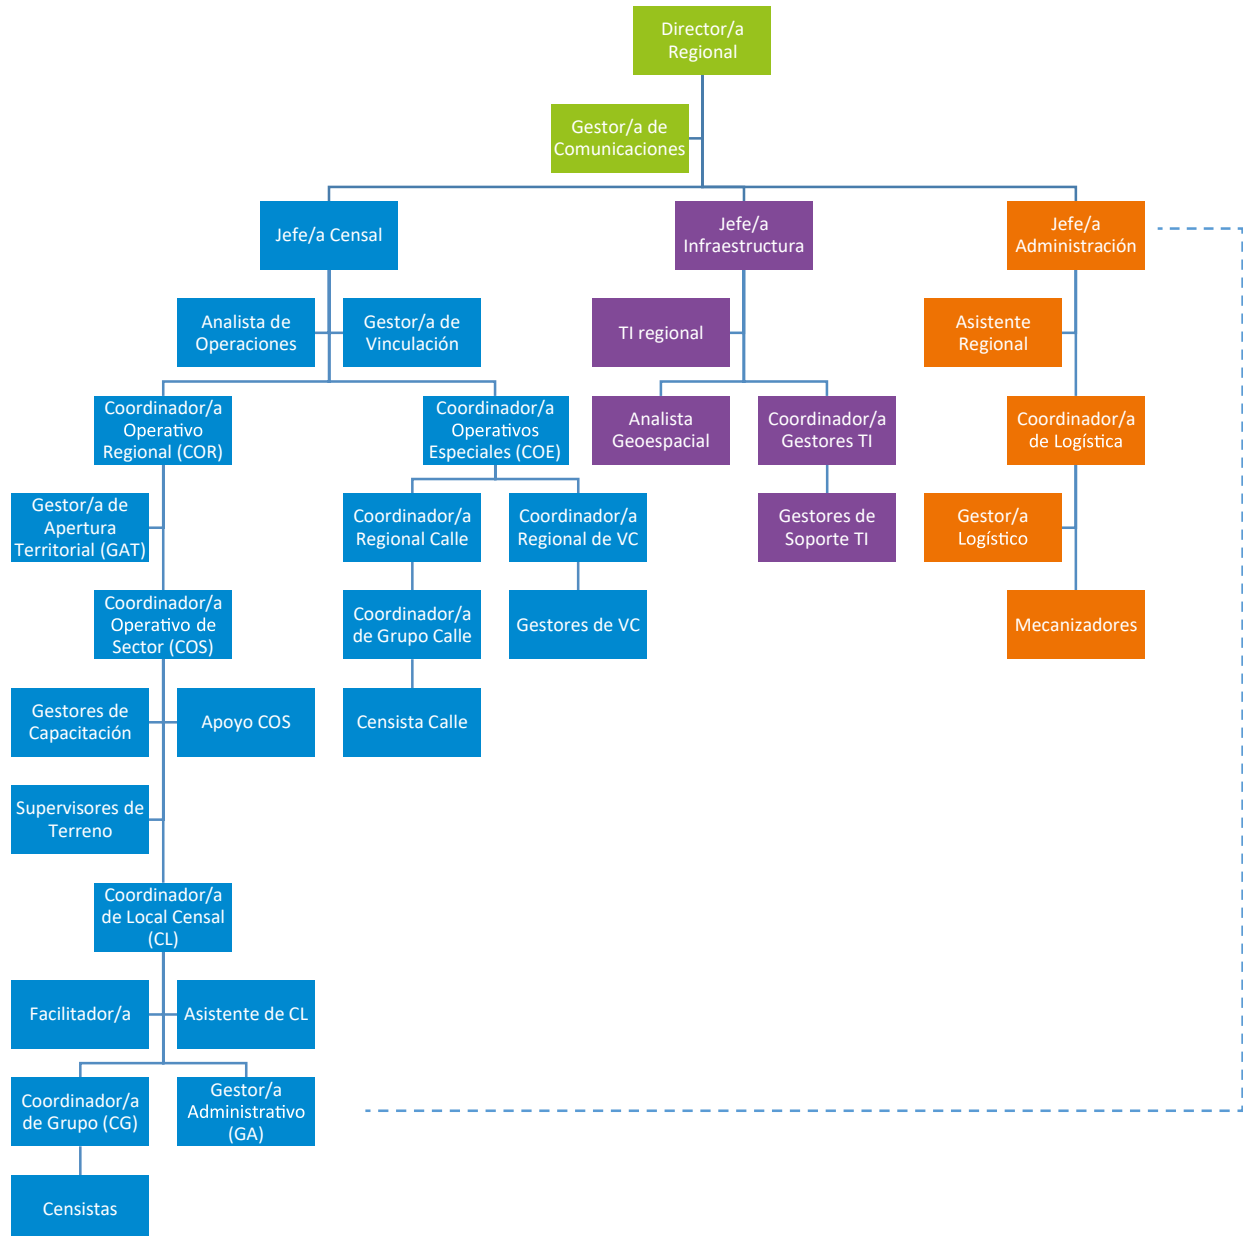 Director/a
Regional
Gestor/a de
Comunicaciones
Jefe/a Censal
Jefe/a
Infraestructura
Jefe/a
Administración
Analista de
Operaciones
Gestor/a de
Vinculación
TI regional
Asistente
Regional
Coordinador/a
Operativo
Regional (COR)
Coordinador/a
Operativos
Especiales (COE)
Analista
Geoespacial
Coordinador/a
Gestores TI
Coordinador/a
de Logística
Gestor/a de
Apertura
Territorial (GAT)
Coordinador/a
Regional Calle
Coordinador/a
Regional de VC
Gestores de
Soporte TI
Gestor/a
Logístico
Coordinador/a
Operativo de
Sector (COS)
Coordinador/a
de Grupo Calle
Gestores de VC
Mecanizadores
Gestores de
Capacitación
Apoyo COS
Censista Calle
Supervisores de
Terreno
Coordinador/a
de Local Censal
(CL)
Facilitador/a
Asistente de CL
Coordinador/a
de Grupo (CG)
Gestor/a
Administrativo
(GA)
Censistas